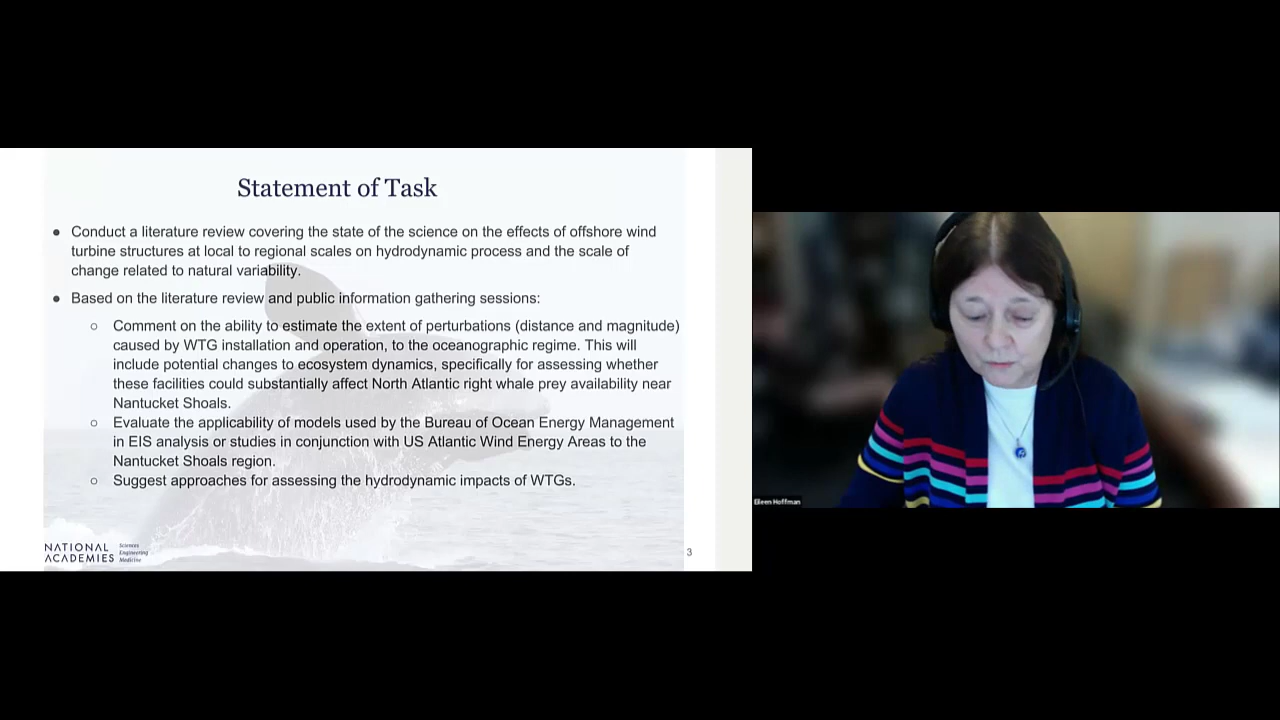 Statement of Task
● Conduct a literature review covering the state of the science on the effects of offshore wind
turbine structures at local to regional scales on hydrodynamic process and the scale of
change related to natural variability.
● Based on the literature review and public information gathering sessions:
○ Comment on the ability to estimate the extent of perturbations (distance and magnitude)
caused by WTG installation and operation, to the oceanographic regime. This will
include potential changes to ecosystem dynamics, specifically for assessing whether
these facilities could substantially affect North Atlantic right whale prey availability near
Nantucket Shoals.
○ Evaluate the applicability of models used by the Bureau of Ocean Energy Management
in EIS analysis or studies in conjunction with US Atlantic Wind Energy Areas to the
Nantucket Shoals region.
○ Suggest approaches for assessing the hydrodynamic impacts of WTGs.
NATIONAL
ACADEMIES
Sciences
Engineering
Medicine
3
Eileen Hoffman